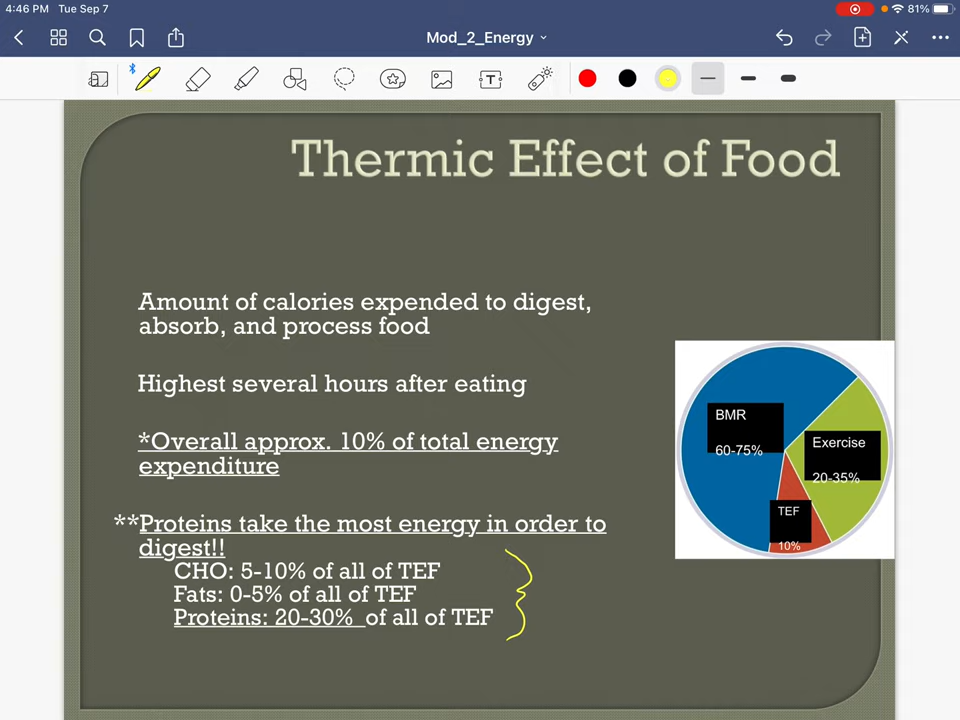 4:46 PM Tue Sep 7
81%
Mod_2_Energy
T
Thermic Effect of Food
Amount of calories expended to digest,
absorb, and process food
Highest several hours after eating
*Overall approx. 10% of total energy
expenditure
**Proteins take the most energy in order to
digest!!
CHO: 5-10% of all of TEF
Fats: 0-5% of all of TEF
Proteins: 20-30% of all of TEF
BMR
60-75%
Exercise
20-35%
TEF
10%